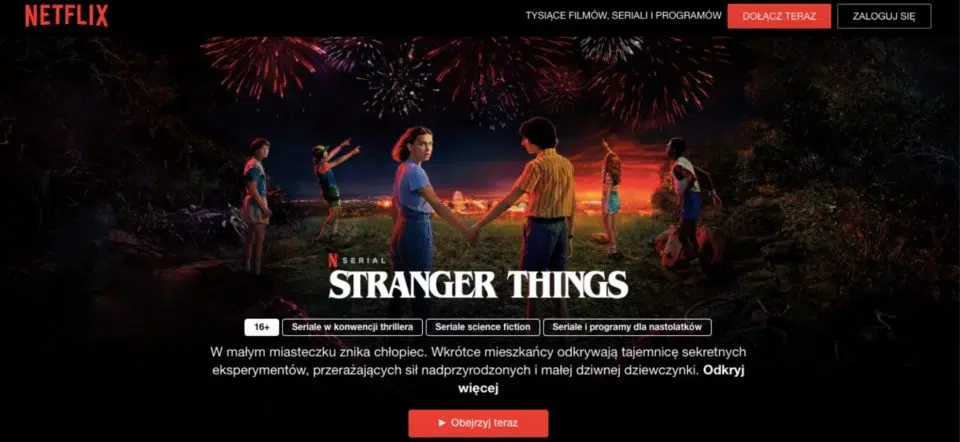 NETFLIX
TYSIĄCE FILMÓW, SERIALI I PROGRAMÓW
DOŁĄCZ TERAZ
ZALOGUJ SIĘ
N SERIAL
STRANGER THINGS
16+
Seriale w konwencji thrillera
Seriale science fiction
Seriale i programy dla nastolatków
W małym miasteczku znika chłopiec. Wkrótce mieszkańcy odkrywają tajemnicę sekretnych
eksperymentów, przerażających sił nadprzyrodzonych i małej dziwnej dziewczynki. Odkryj
więcej
Obejrzyj teraz